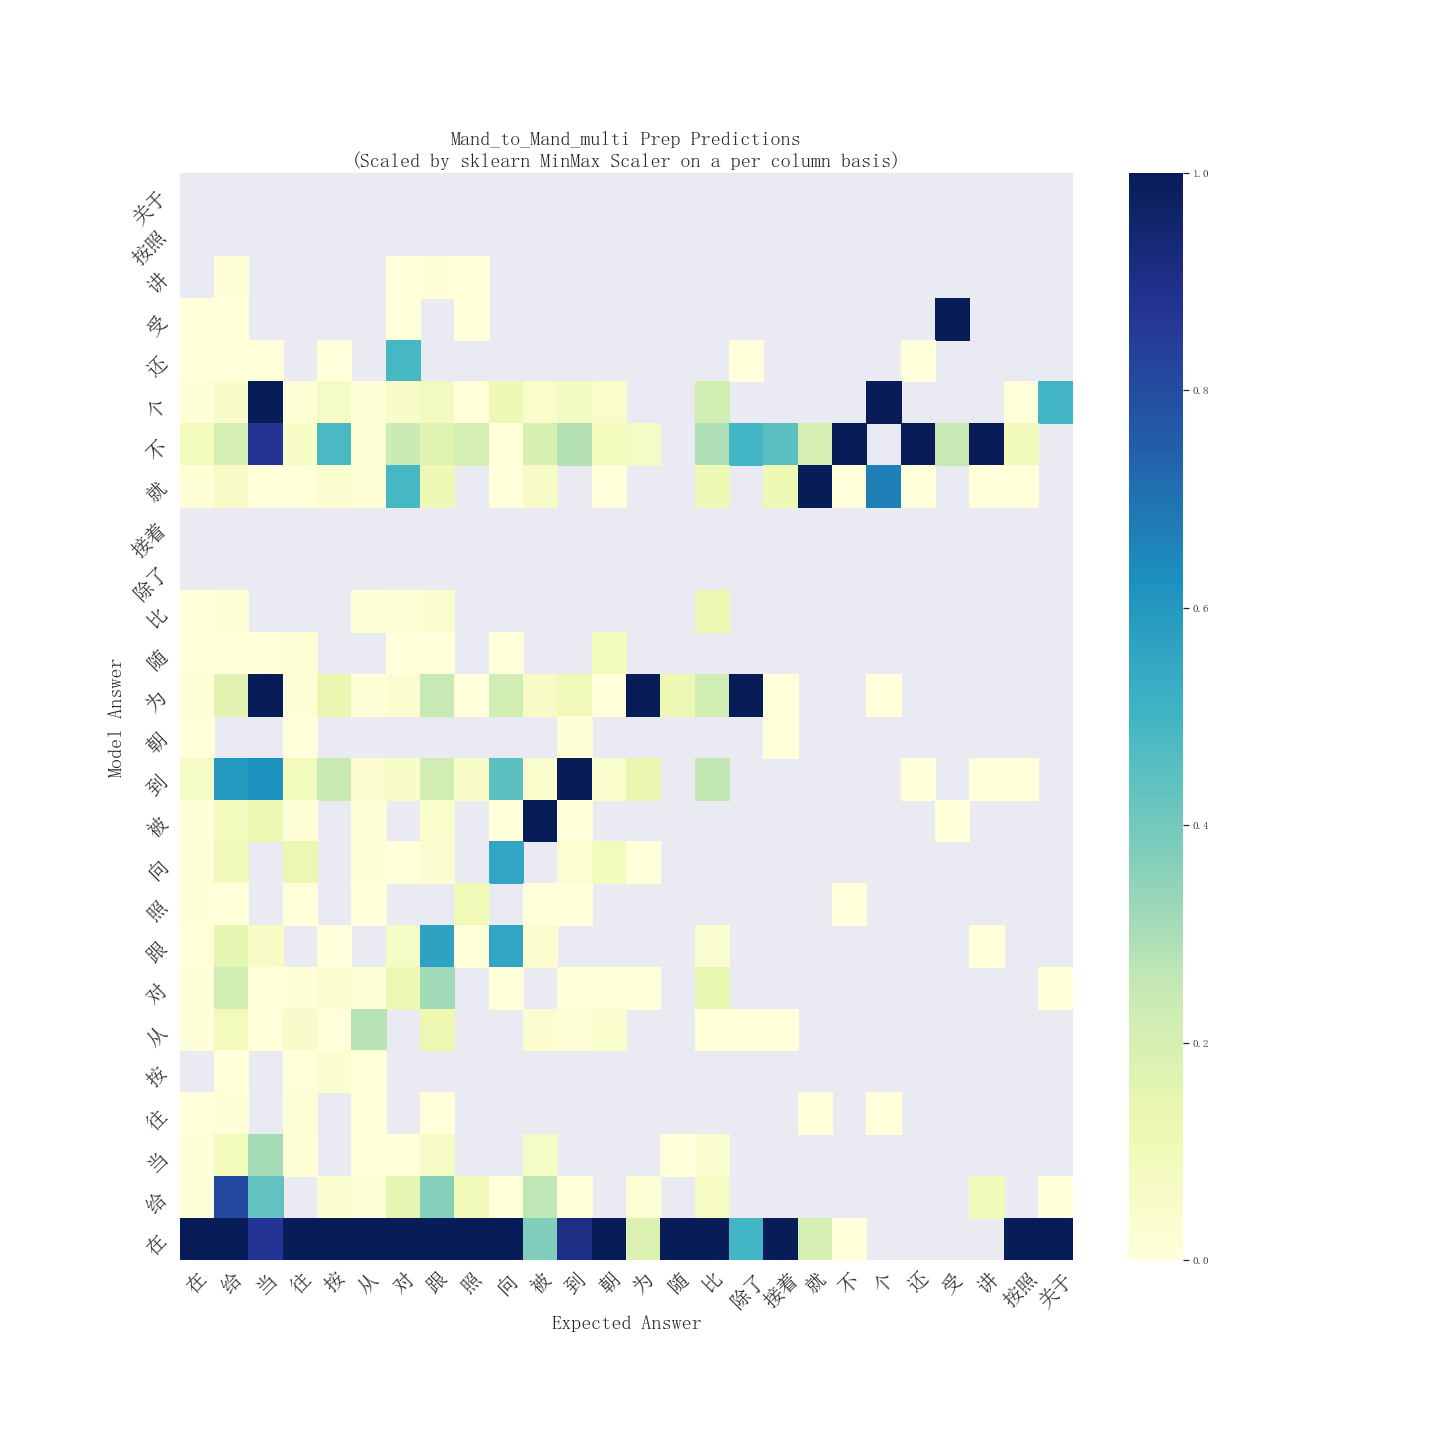 Mand_to_Mand_multi Prep Predictions
(Scaled by sklearn MinMax Scaler on a per column basis)
关于
按照
讲
受
还
个
不
就
接着
除了
比
随
为
朝
到
被
向
照
跟
对
从
按
往
当
给
在
Model Answer
在 给 当 往 按 从 对 跟 照 向 被 到 朝 为 随 比 除了 接着 就 不 个 还 受 讲 按照 关于
Expected Answer
1.0
0.8
0.6
0.4
0.2
0.0